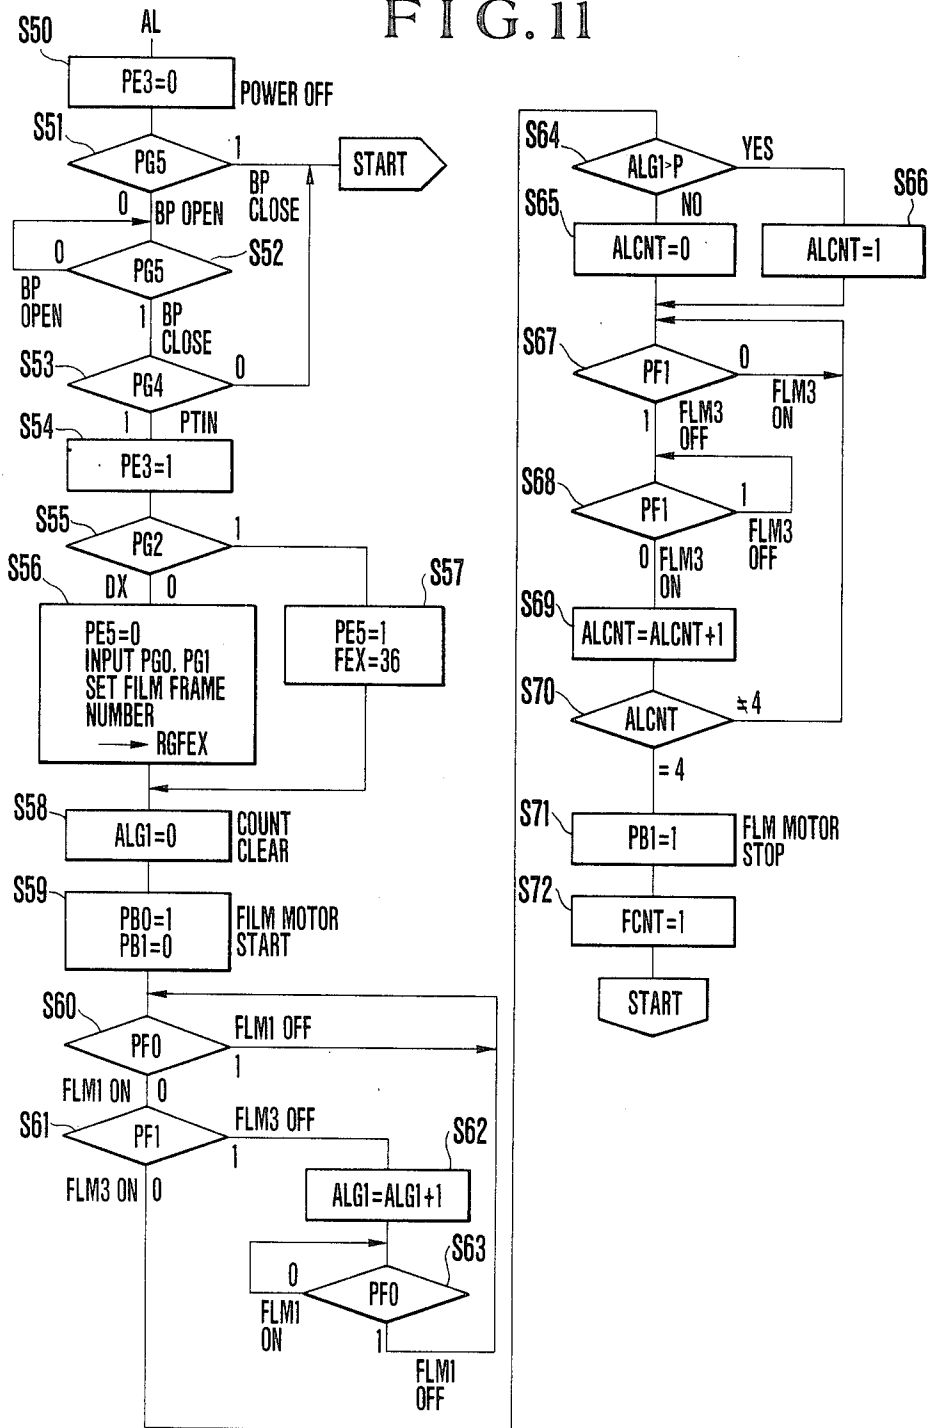 FIG. 11
AL
S50
PE3=0
POWER OFF
S51
PG5
1
BP
CLOSE
START
0
BP OPEN
S52
PG5
0
BP
OPEN
1
BP
CLOSE
S53
PG4
0
1
PTIN
S54
PE3=1
S55
PG2
1
DX
0
S56
PE5=0
INPUT PG0. PG1
SET FILM FRAME
NUMBER
→ RGFEX
S57
PE5=1
FEX=36
S58
ALG1=0
COUNT
CLEAR
S59
PB0=1
PB1=0
FILM MOTOR
START
S60
PF0
FLM1 OFF
1
FLM1 ON
0
S61
PF1
FLM3 OFF
1
FLM3 ON
0
S62
ALG1=ALG1+1
S63
PF0
0
FLM1
ON
1
FLM1
OFF
S64
ALG1>P
YES
NO
S65
ALCNT=0
S66
ALCNT=1
S67
PF1
0
FLM3
ON
1
FLM3
OFF
S68
PF1
1
FLM3
OFF
0
FLM3
ON
S69
ALCNT=ALCNT+1
S70
ALCNT
≠4
=4
S71
PB1=1
FLM MOTOR
STOP
S72
FCNT=1
START